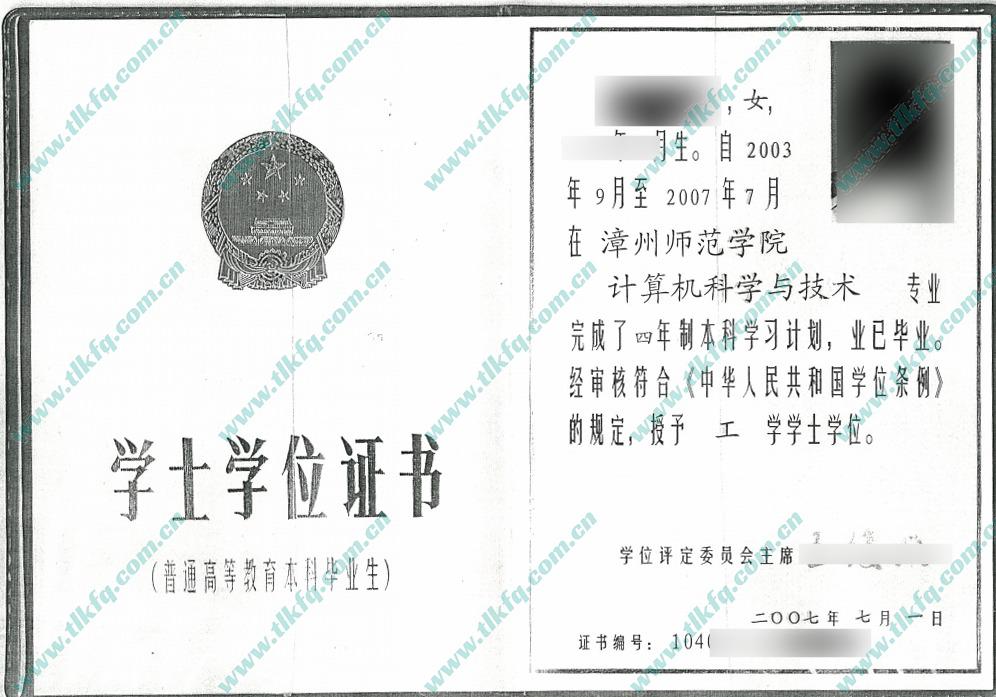 学士学位证书
(普通高等教育本科毕业生)
，女，
月生。自 2003
年 9月至 2007 年 7 月
在 漳州师范学院
计算机科学与技术 专业
完成了四年制本科学习计划，业已毕业。
经审核符合《中华人民共和国学位条例》
的规定，授予 工 学学士学位。
学位评定委员会主席
二〇〇七年 七月 一日
证书编号：104
www.tlkfq.com.cn